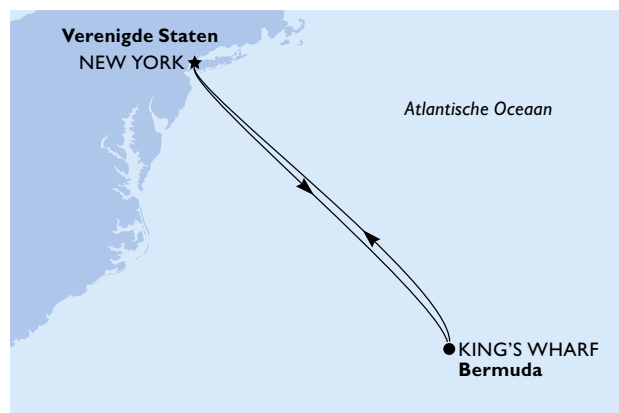 Verenigde Staten
NEW YORK
Atlantische Oceaan
KING'S WHARF
Bermuda